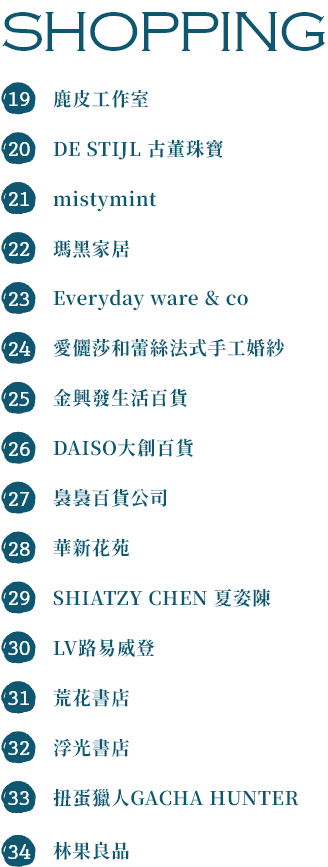 SHOPPING
19 鹿皮工作室
20 DE STIJL 古董珠寶
21 mistymint
22 瑪黑家居
23 Everyday ware & co
24 愛儷莎和蕾絲法式手工婚紗
25 金興發生活百貨
26 DAISO大創百貨
27 裊裊百貨公司
28 華新花苑
29 SHIATZY CHEN 夏姿陳
30 LV路易威登
31 荒花書店
32 浮光書店
33 扭蛋獵人GACHA HUNTER
34 林果良品